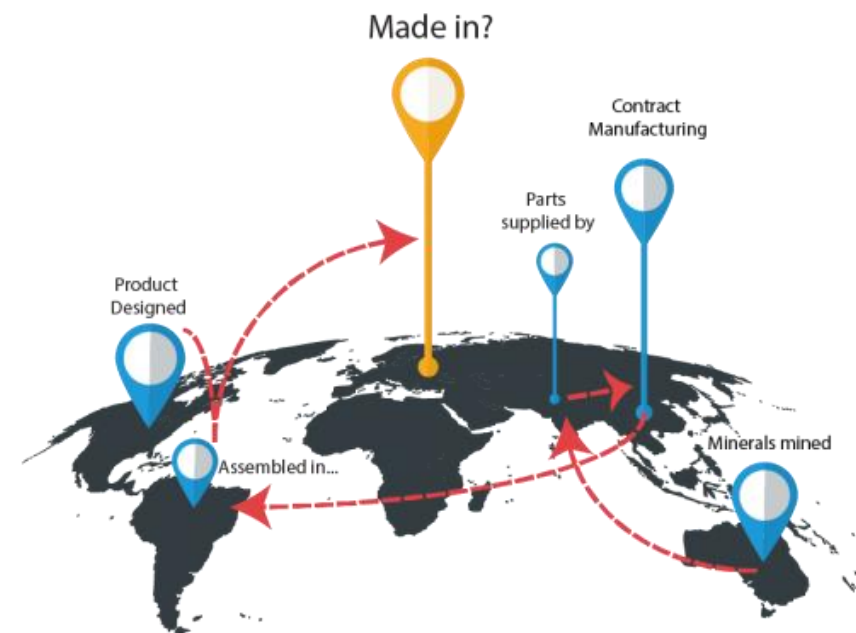 Made in?
Contract
Manufacturing
Parts
supplied by
Product
Designed
Minerals mined
Assembled in...